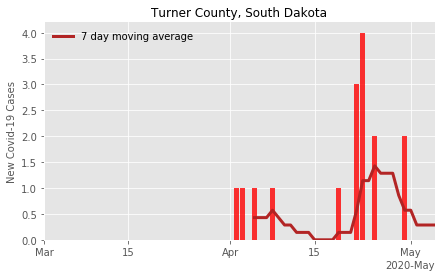 Turner County, South Dakota
7 day moving average
New Covid-19 Cases
4.0
3.5
3.0
2.5
2.0
1.5
1.0
0.5
0.0
Mar 15 Apr 15 May
2020-May